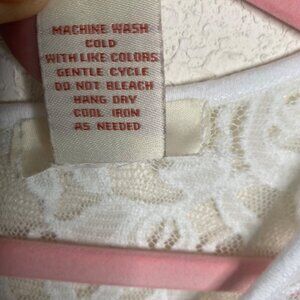 MACHINE WASH
COLD
WITH LIKE COLORS
GENTLE CYCLE
DO NOT BLEACH
HANG DRY
COOL IRON
AS NEEDED